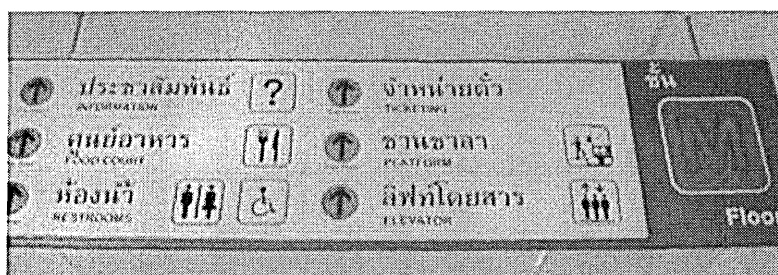 ประชาสัมพันธ์
INFORMATION
ศูนย์อาหาร
FOOD COURT
ห้องน้ำ
RESTROOMS
จำหน่ายตั๋ว
TICKETING
ชานชาลา
PLATFORM
ลิฟท์โดยสาร
ELEVATOR
ชั้น
Floo